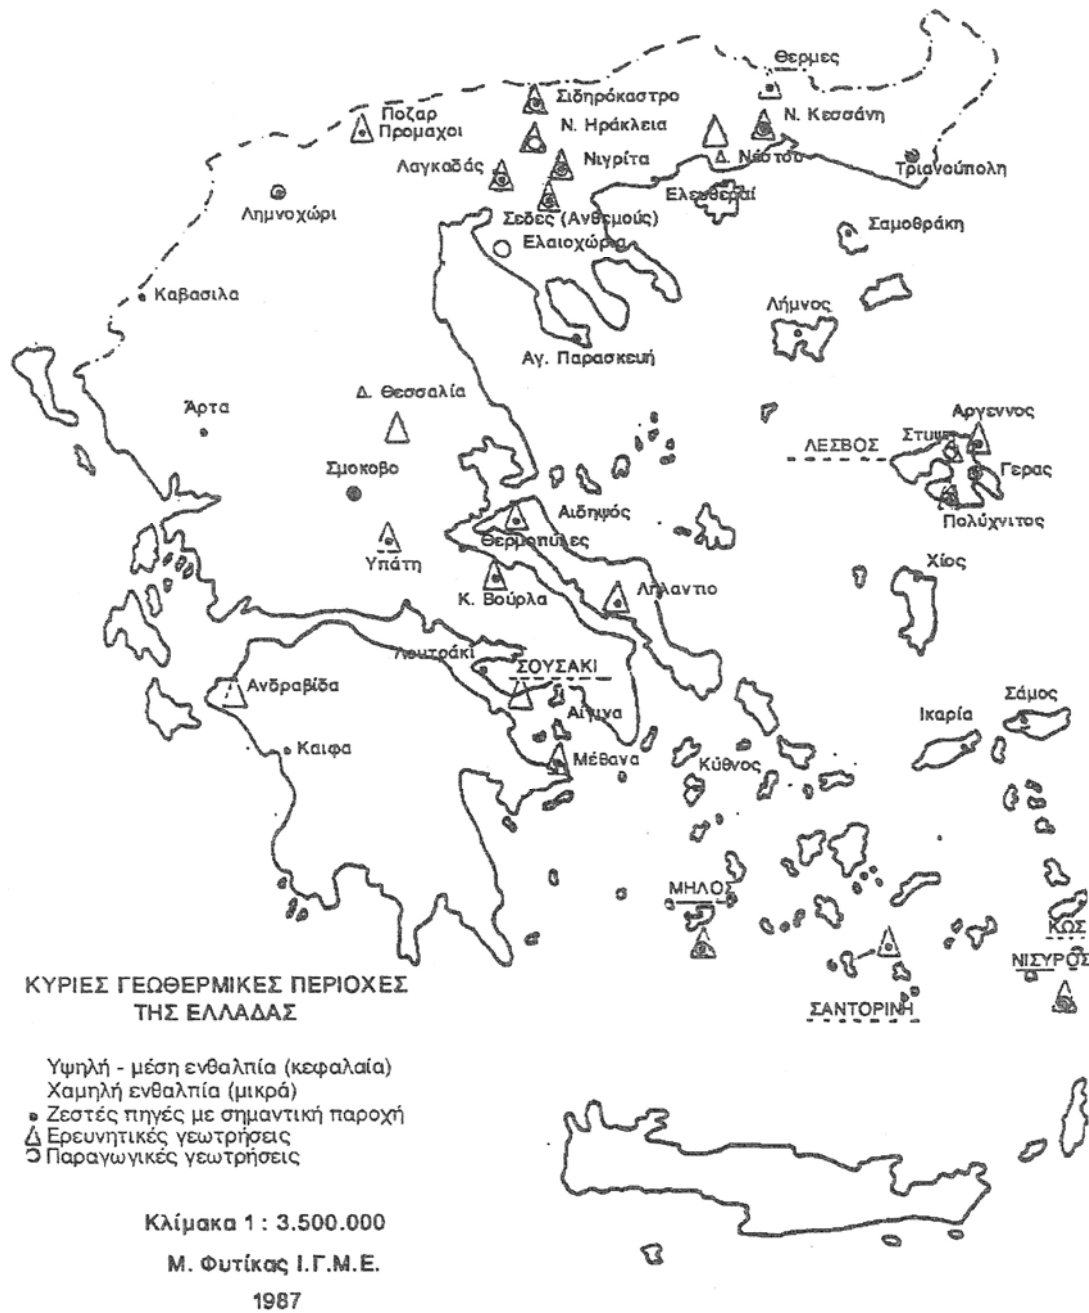 Θερμες
Σιδηρόκαστρο
Ποζαρ
Προμαχοι
Ν. Ηράκλεια
Ν. Κεσσάνη
Λαγκαδάς
Νιγρίτα
Δ. Νέστου
Τριανούπολη
Λημνοχώρι
Ελευθεραί
Σεδες (Ανθεμούς)
Ελαιοχώρια
Σαμοθράκη
Καβασιλα
Λήμνος
Αγ. Παρασκευή
Δ. Θεσσαλία
Άρτα
Αργεννος
Στυψη
ΛΕΣΒΟΣ
Γερας
Σμοκοβο
Αιδηψός
Πολύχνιτος
Θερμοπύλες
Υπάτη
Χίος
Κ. Βούρλα
Ληλαντιο
Λουτράκι
ΣΟΥΣΑΚΙ
Ανδραβίδα
Σάμος
Αίγινα
Ικαρία
Καιφα
Μέθανα
Κύθνος
ΜΗΛΟΣ
ΚΩΣ
ΝΙΣΥΡΟΣ
ΣΑΝΤΟΡΙΝΗ
ΚΥΡΙΕΣ ΓΕΩΘΕΡΜΙΚΕΣ ΠΕΡΙΟΧΕΣ
ΤΗΣ ΕΛΛΑΔΑΣ
Υψηλή - μέση ενθαλπία (κεφαλαία)
Χαμηλή ενθαλπία (μικρά)
Ζεστές πηγές με σημαντική παροχή
Ερευνητικές γεωτρήσεις
Παραγωγικές γεωτρήσεις
Κλίμακα 1 : 3.500.000
Μ. Φυτίκας Ι.Γ.Μ.Ε.
1987